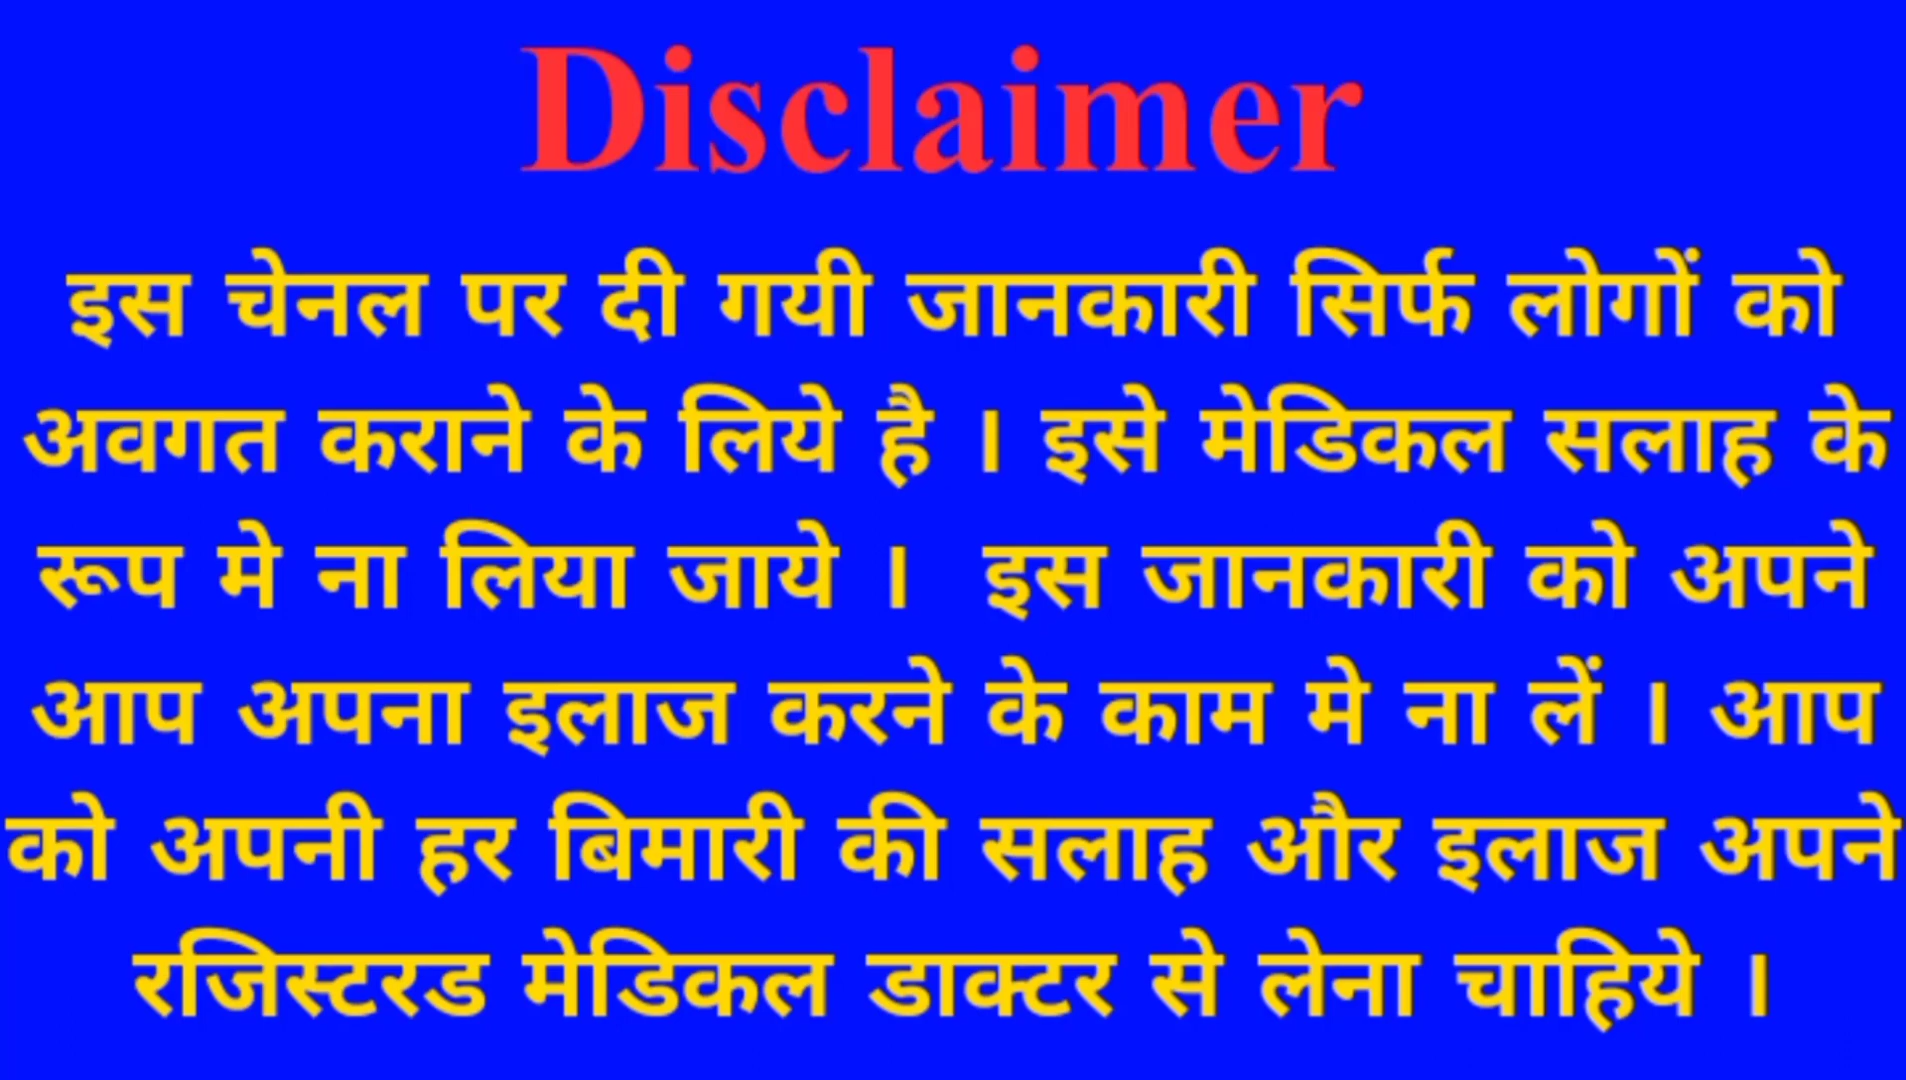 Disclaimer
इस चेनल पर दी गयी जानकारी सिर्फ लोगों को
अवगत कराने के लिये है । इसे मेडिकल सलाह के
रूप मे ना लिया जाये । इस जानकारी को अपने
आप अपना इलाज करने के काम मे ना लें । आप
को अपनी हर बिमारी की सलाह और इलाज अपने
रजिस्टरड मेडिकल डाक्टर से लेना चाहिये ।